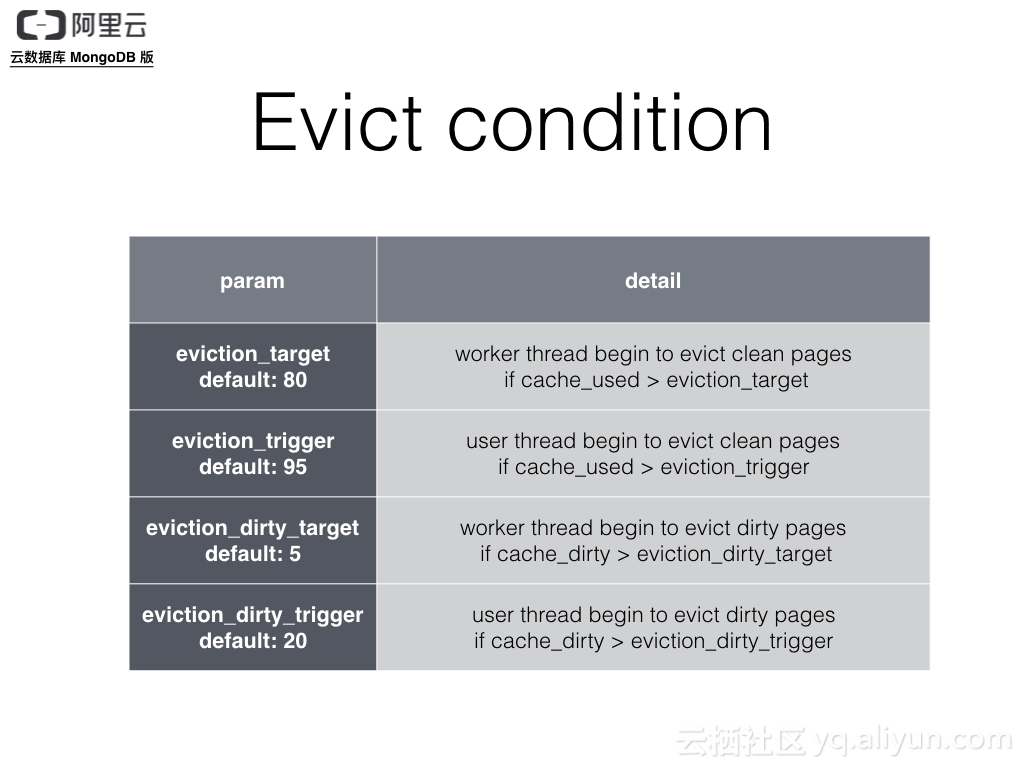 阿里云
云数据库 MongoDB 版
Evict condition
param
detail
eviction_target
default: 80
worker thread begin to evict clean pages
if cache_used > eviction_target
eviction_trigger
default: 95
user thread begin to evict clean pages
if cache_used > eviction_trigger
eviction_dirty_target
default: 5
worker thread begin to evict dirty pages
if cache_dirty > eviction_dirty_target
eviction_dirty_trigger
default: 20
user thread begin to evict dirty pages
if cache_dirty > eviction_dirty_trigger
云栖社区 yq.aliyun.com